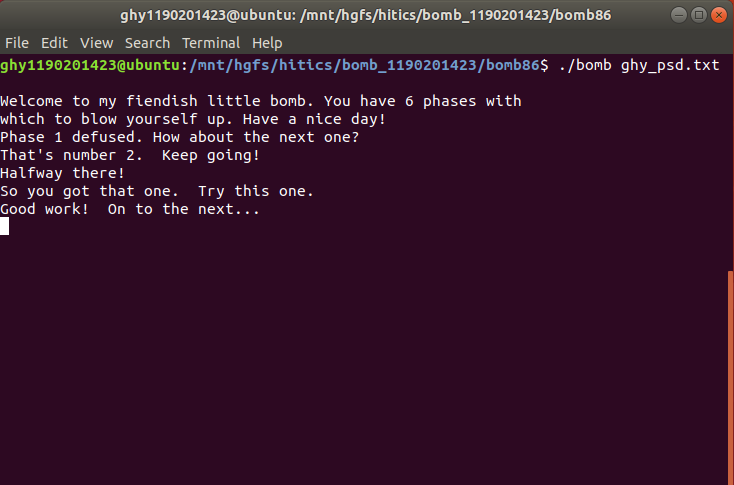 ghy1190201423@ubuntu: /mnt/hgfs/hitics/bomb_1190201423/bomb86
File Edit View Search Terminal Help
ghy1190201423@ubuntu:/mnt/hgfs/hitics/bomb_1190201423/bomb86$ ./bomb ghy_psd.txt
Welcome to my fiendish little bomb. You have 6 phases with
which to blow yourself up. Have a nice day!
Phase 1 defused. How about the next one?
That's number 2.  Keep going!
Halfway there!
So you got that one.  Try this one.
Good work!  On to the next...